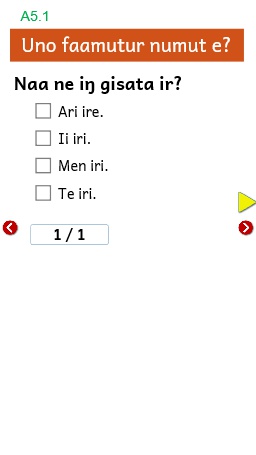 A5.1
Uno faamutur numut e?
Naa ne iŋ gisata ir?
Ari ire.
Ii iri.
Men iri.
Te iri.
1 / 1